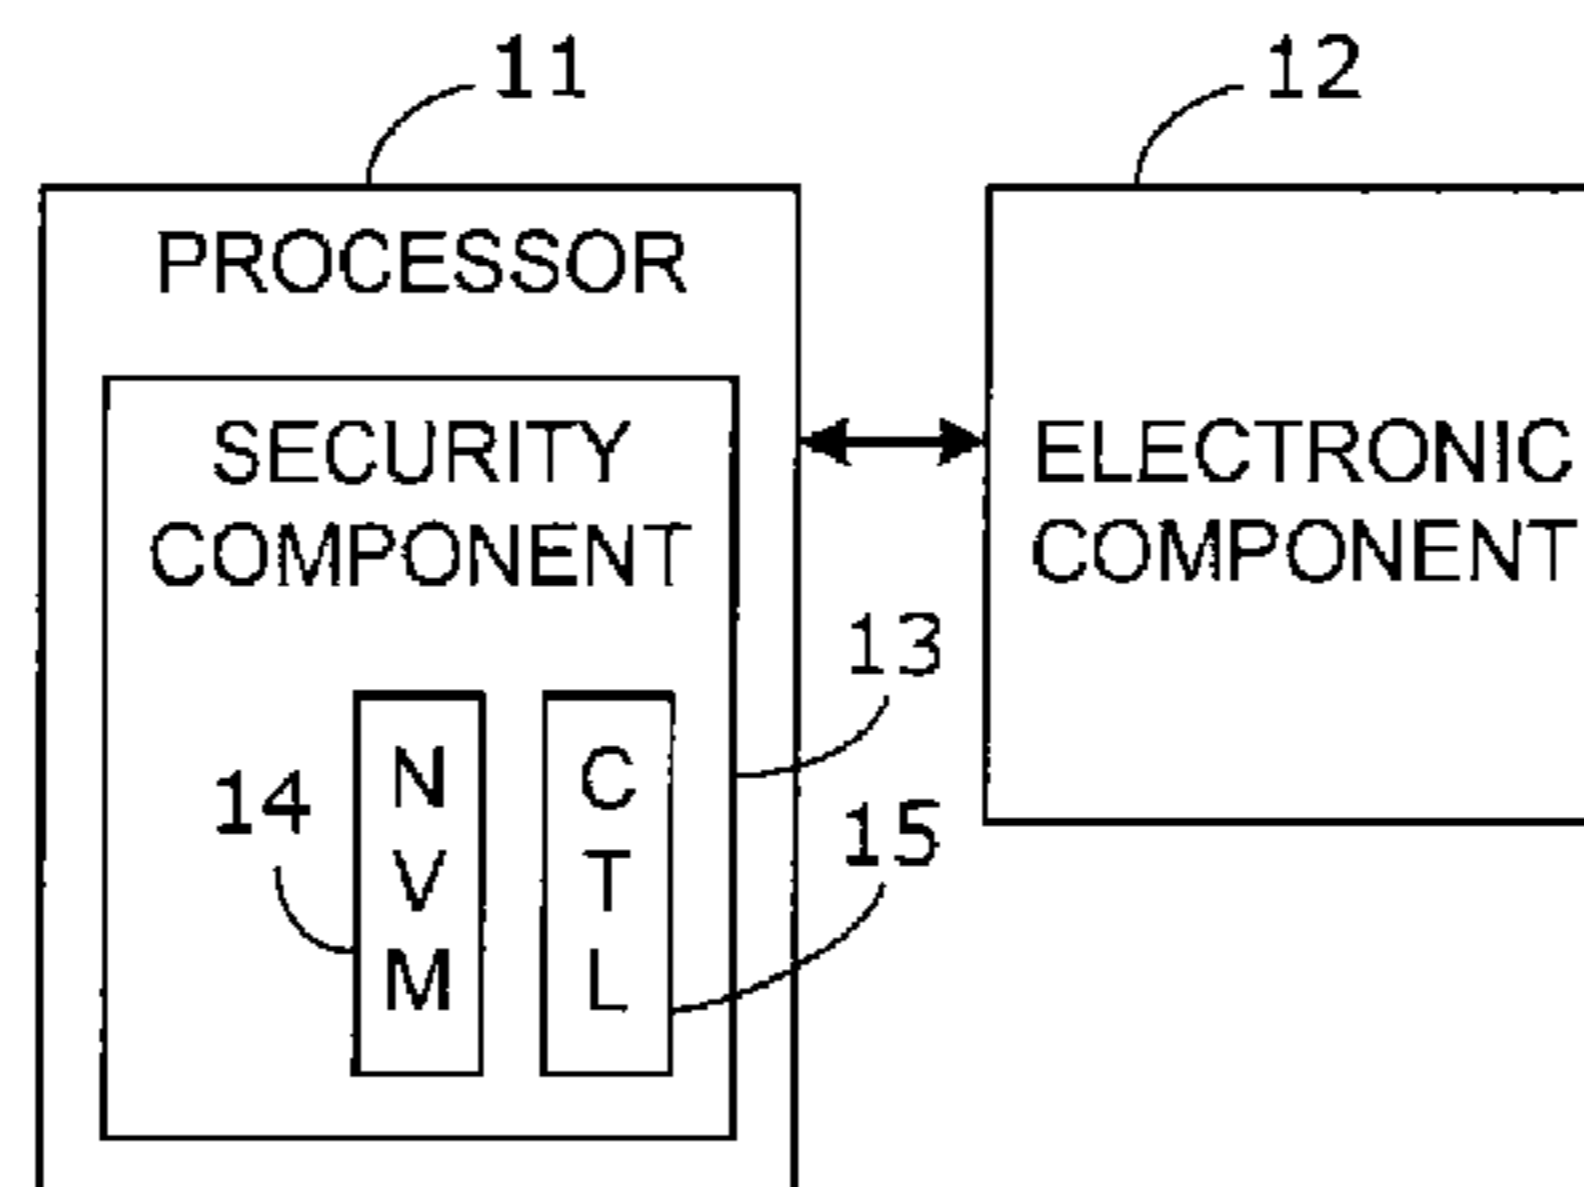 11
12
PROCESSOR
SECURITY
COMPONENT
ELECTRONIC
COMPONENT
13
14
15
N
V
M
C
T
L